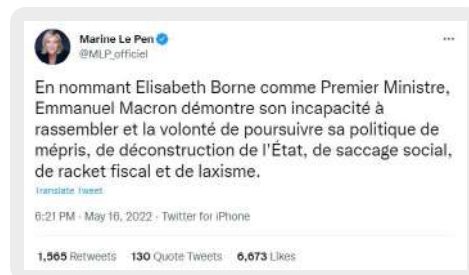 Marine Le Pen
@MLP_officiel
En nommant Elisabeth Borne comme Premier Ministre,
Emmanuel Macron démontre son incapacité à
rassembler et la volonté de poursuivre sa politique de
mépris, de déconstruction de l'État, de saccage social,
de racket fiscal et de laxisme.
Translate Tweet
6:21 PM · May 16, 2022 · Twitter for iPhone
1,565 Retweets 130 Quote Tweets 6,673 Likes